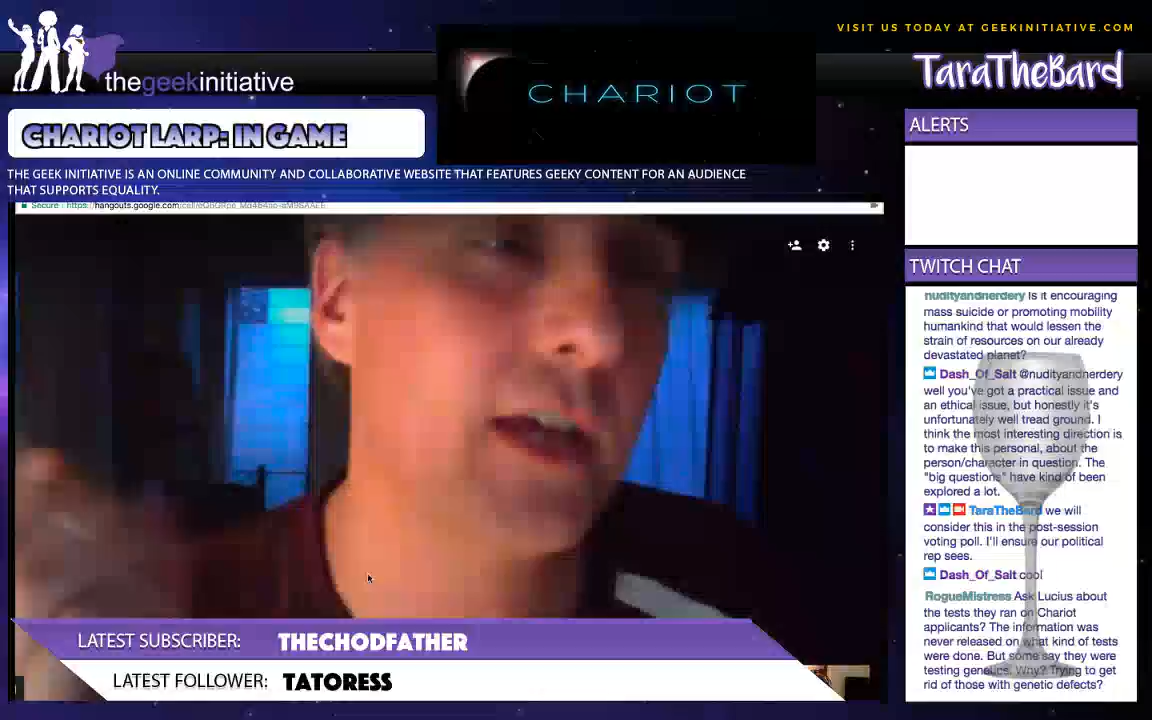 VISIT US TODAY AT GEEKINITIATIVE.COM
thegeekinitiative
CHARIOT
TaraTheBard
CHARIOT LARP: IN GAME
THE GEEK INITIATIVE IS AN ONLINE COMMUNITY AND COLLABORATIVE WEBSITE THAT FEATURES GEEKY CONTENT FOR AN AUDIENCE
THAT SUPPORTS EQUALITY.
Secure https://hangouts.google.com
ALERTS
TWITCH CHAT
nudityandnerdery Is it encouraging
mass suicide or promoting mobility
humankind that would lessen the
strain of resources on our already
devastated planet?
Dash_Of_Salt @nudityandnerdery
well you've got a practical issue and
an ethical issue, but honestly it's
unfortunately well tread ground. I
think the most interesting direction is
to make this personal, about the
person/character in question. The
"big questions" have kind of been
explored a lot.
TaraTheBard we will
consider this in the post-session
voting poll. I'll ensure our political
rep sees.
Dash_Of_Salt cool
RogueMistress Ask Lucius about
the tests they ran on Chariot
applicants? The information was
never released on what kind of tests
were done. But some say they were
testing genetics. Why? Trying to get
rid of those with genetic defects?
LATEST SUBSCRIBER: THECHODFATHER
LATEST FOLLOWER: TATORESS